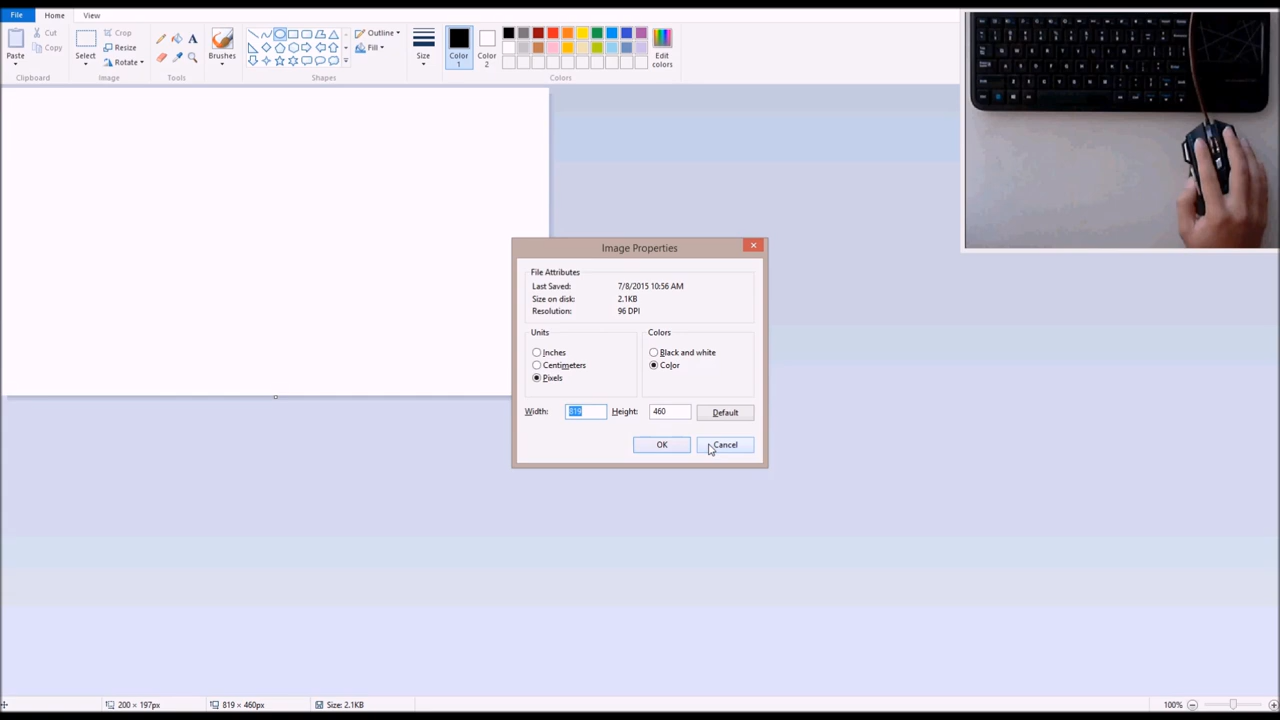 File Home View
Cut
Crop
Outline
Copy
Resize
Fill
Paste
Select
Rotate
Brushes
Size
Color
1
Color
2
Edit
colors
Clipboard
Image
Tools
Shapes
Colors
Image Properties
File Attributes
Last Saved: 7/8/2015 10:56 AM
Size on disk: 2.1KB
Resolution: 96 DPI
Units
Colors
Inches
Black and white
Centimeters
Color
Pixels
Width: 819 Height: 460 Default
OK Cancel
200 × 197px 819 × 460px Size: 2.1KB 100%